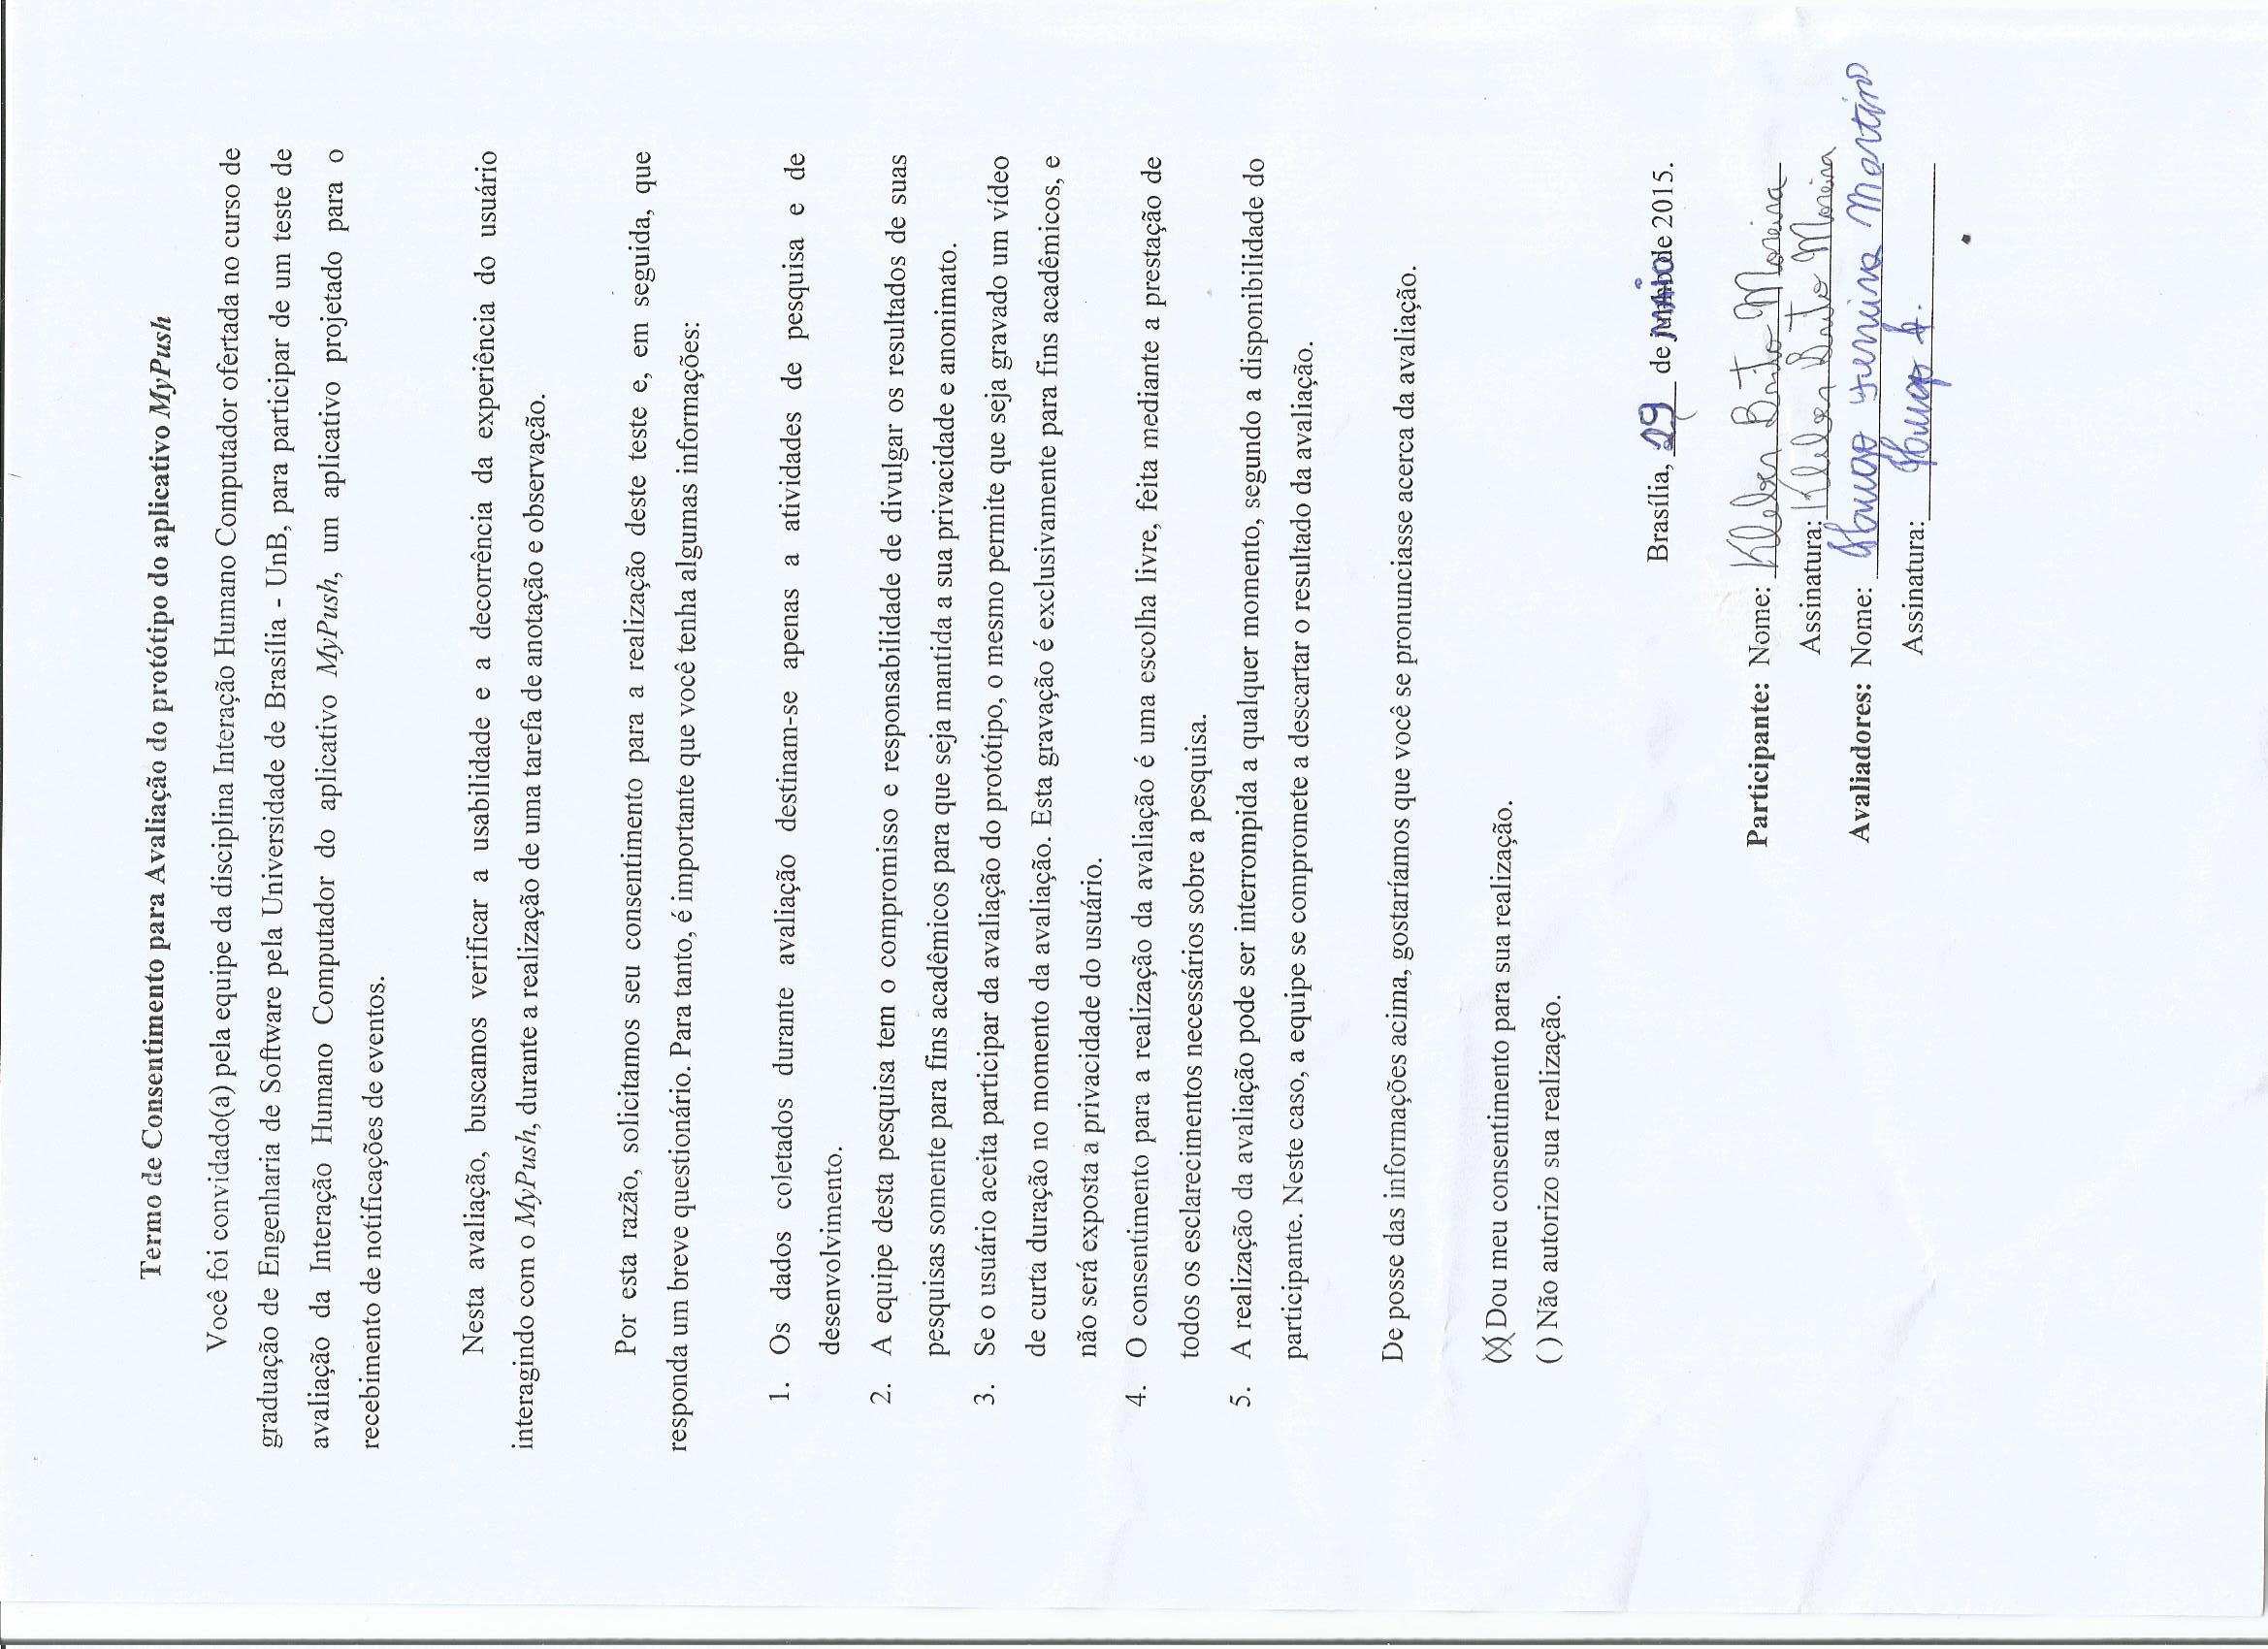 Termo de Consentimento para Avaliação do protótipo do aplicativo MyPush
Você foi convidado(a) pela equipe da disciplina Interação Humano Computador ofertada no curso de
graduação de Engenharia de Software pela Universidade de Brasília - UnB, para participar de um teste de
avaliação da Interação Humano Computador do aplicativo MyPush, um aplicativo projetado para o
recebimento de notificações de eventos.
Nesta avaliação, buscamos verificar a usabilidade e a decorrência da experiência do usuário
interagindo com o MyPush, durante a realização de uma tarefa de anotação e observação.
Por esta razão, solicitamos seu consentimento para a realização deste teste e, em seguida, que
responda um breve questionário. Para tanto, é importante que você tenha algumas informações:
1. Os dados coletados durante avaliação destinam-se apenas a atividades de pesquisa e de
desenvolvimento.
2. A equipe desta pesquisa tem o compromisso e responsabilidade de divulgar os resultados de suas
pesquisas somente para fins acadêmicos para que seja mantida a sua privacidade e anonimato.
3. Se o usuário aceita participar da avaliação do protótipo, o mesmo permite que seja gravado um vídeo
de curta duração no momento da avaliação. Esta gravação é exclusivamente para fins acadêmicos, e
não será exposta a privacidade do usuário.
4. O consentimento para a realização da avaliação é uma escolha livre, feita mediante a prestação de
todos os esclarecimentos necessários sobre a pesquisa.
5. A realização da avaliação pode ser interrompida a qualquer momento, segundo a disponibilidade do
participante. Neste caso, a equipe se compromete a descartar o resultado da avaliação.
De posse das informações acima, gostaríamos que você se pronunciasse acerca da avaliação.
(X) Dou meu consentimento para sua realização.
( ) Não autorizo sua realização.
Brasília, 29 de maio de 2015.
Participante: Nome: Kleber Brito Moreira
Assinatura: Kleber Brito Moreira
Avaliadores: Nome: Martins
Assinatura: